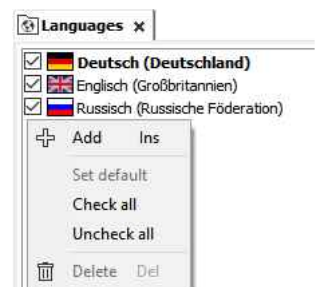 Languages x
Deutsch (Deutschland)
Englisch (Großbritannien)
Russisch (Russische Föderation)
Add Ins
Set default
Check all
Uncheck all
Delete Del